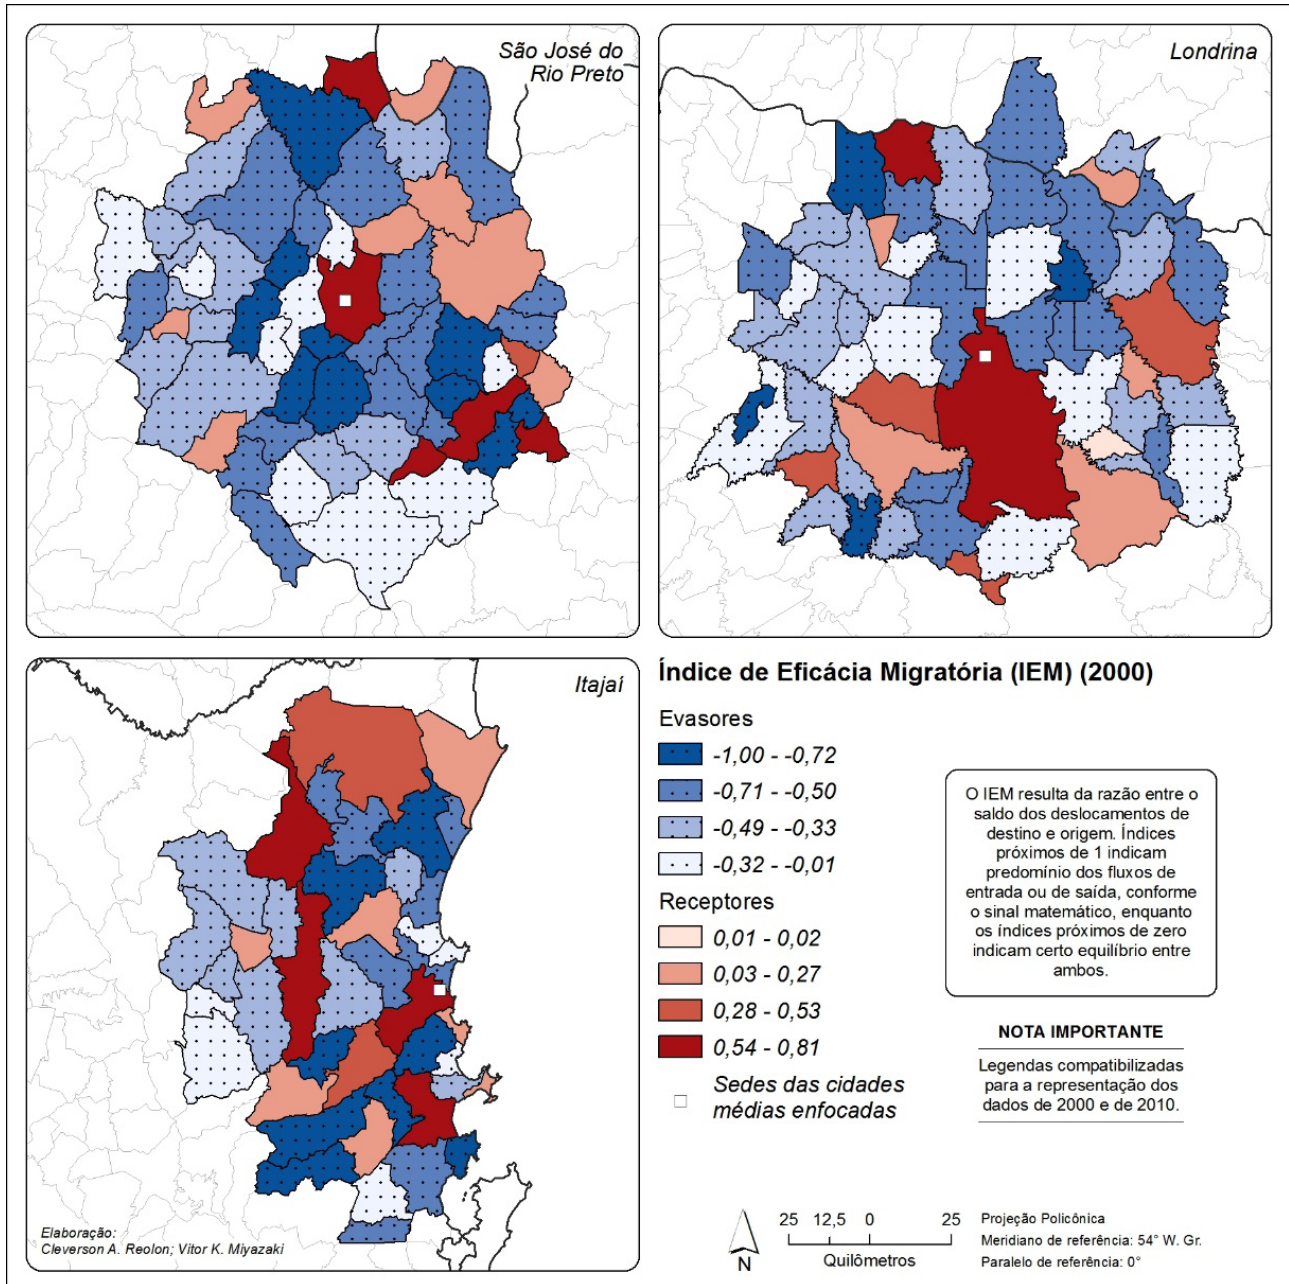 São José do
Rio Preto
Londrina
Itajaí
Elaboração:
Cleverson A. Reolon; Vitor K. Miyazaki
Índice de Eficácia Migratória (IEM) (2000)
Evasores
-1,00 - -0,72
-0,71 - -0,50
-0,49 - -0,33
-0,32 - -0,01
Receptores
0,01 - 0,02
0,03 - 0,27
0,28 - 0,53
0,54 - 0,81
Sedes das cidades
médias enfocadas
O IEM resulta da razão entre o
saldo dos deslocamentos de
destino e origem. Índices
próximos de 1 indicam
predomínio dos fluxos de
entrada ou de saída, conforme
o sinal matemático, enquanto
os índices próximos de zero
indicam certo equilíbrio entre
ambos.
NOTA IMPORTANTE
Legendas compatibilizadas
para a representação dos
dados de 2000 e de 2010.
N
25 12,5 0 25
Quilômetros
Projeção Policônica
Meridiano de referência: 54° W. Gr.
Paralelo de referência: 0°